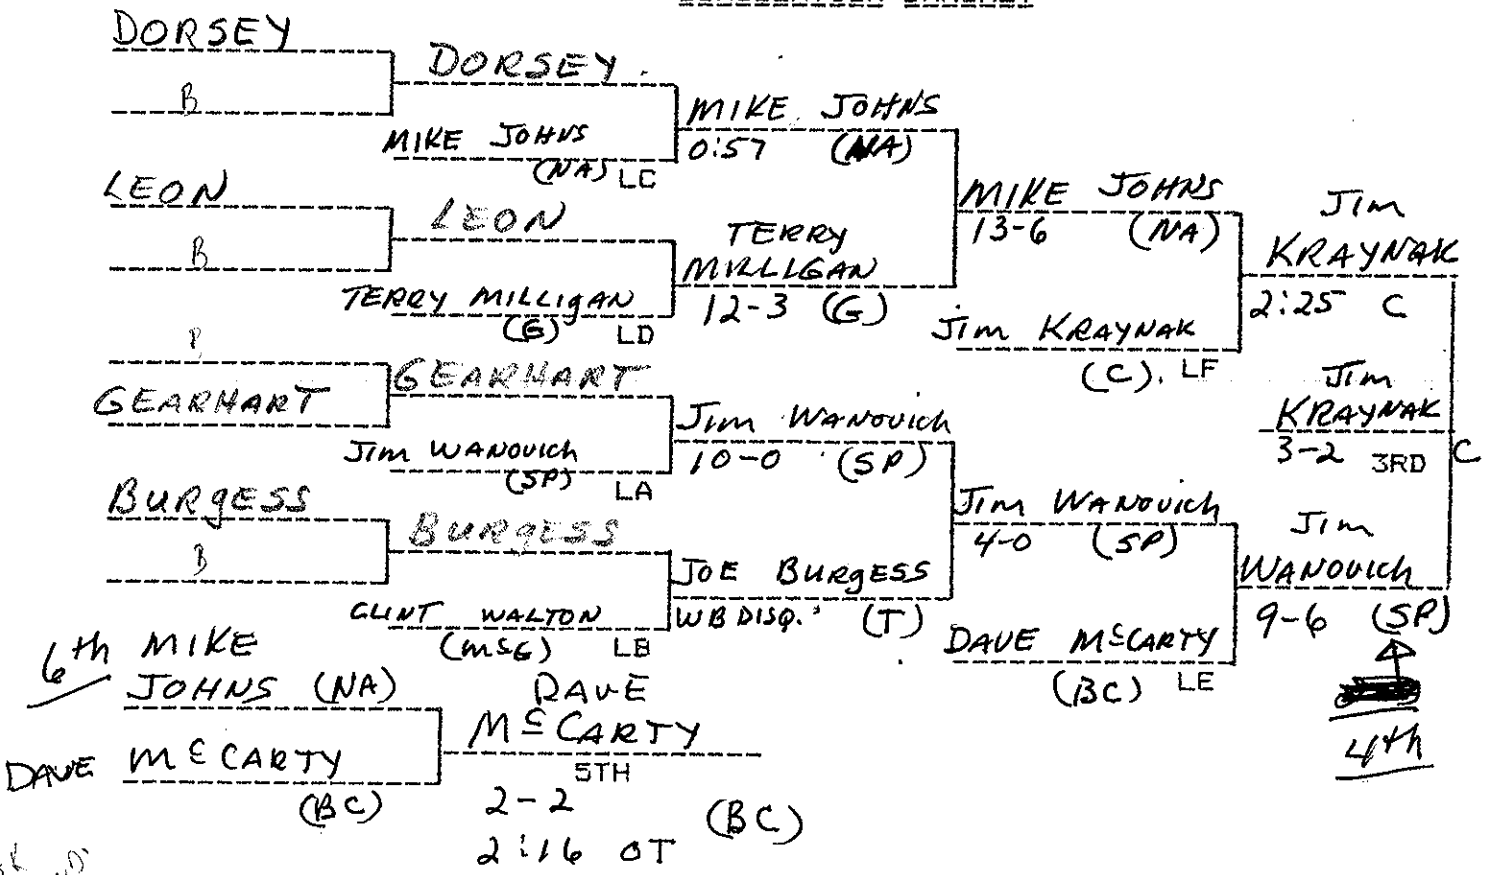 DORSEY
B
DORSEY
MIKE JOHNS
(NA) LC
MIKE JOHNS
0:57 (NA)
LEON
B
LEON
TERRY MILLIGAN
(G) LD
TERRY
MILLIGAN
12-3 (G)
MIKE JOHNS
13-6 (NA)
JIM KRAYNAK
(C). LF
JIM
KRAYNAK
2:25 C
B
GEARHART
GEARHART
JIM WANOVICH
(SP) LA
JIM WANOVICH
10-0 (SP)
JIM
KRAYNAK
3-2 3RD C
BURGESS
B
BURGESS
CLINT WALTON
(McG) LB
JOE BURGESS
WB DISQ. (T)
JIM WANOVICH
4-0 (SP)
DAVE McCARTY
(BC) LE
JIM
WANOVICH
9-6 (SP)
4th
6th MIKE
JOHNS (NA)
DAVE McCARTY
(BC)
DAVE
McCARTY
5TH
2-2
2:16 OT
(BC)